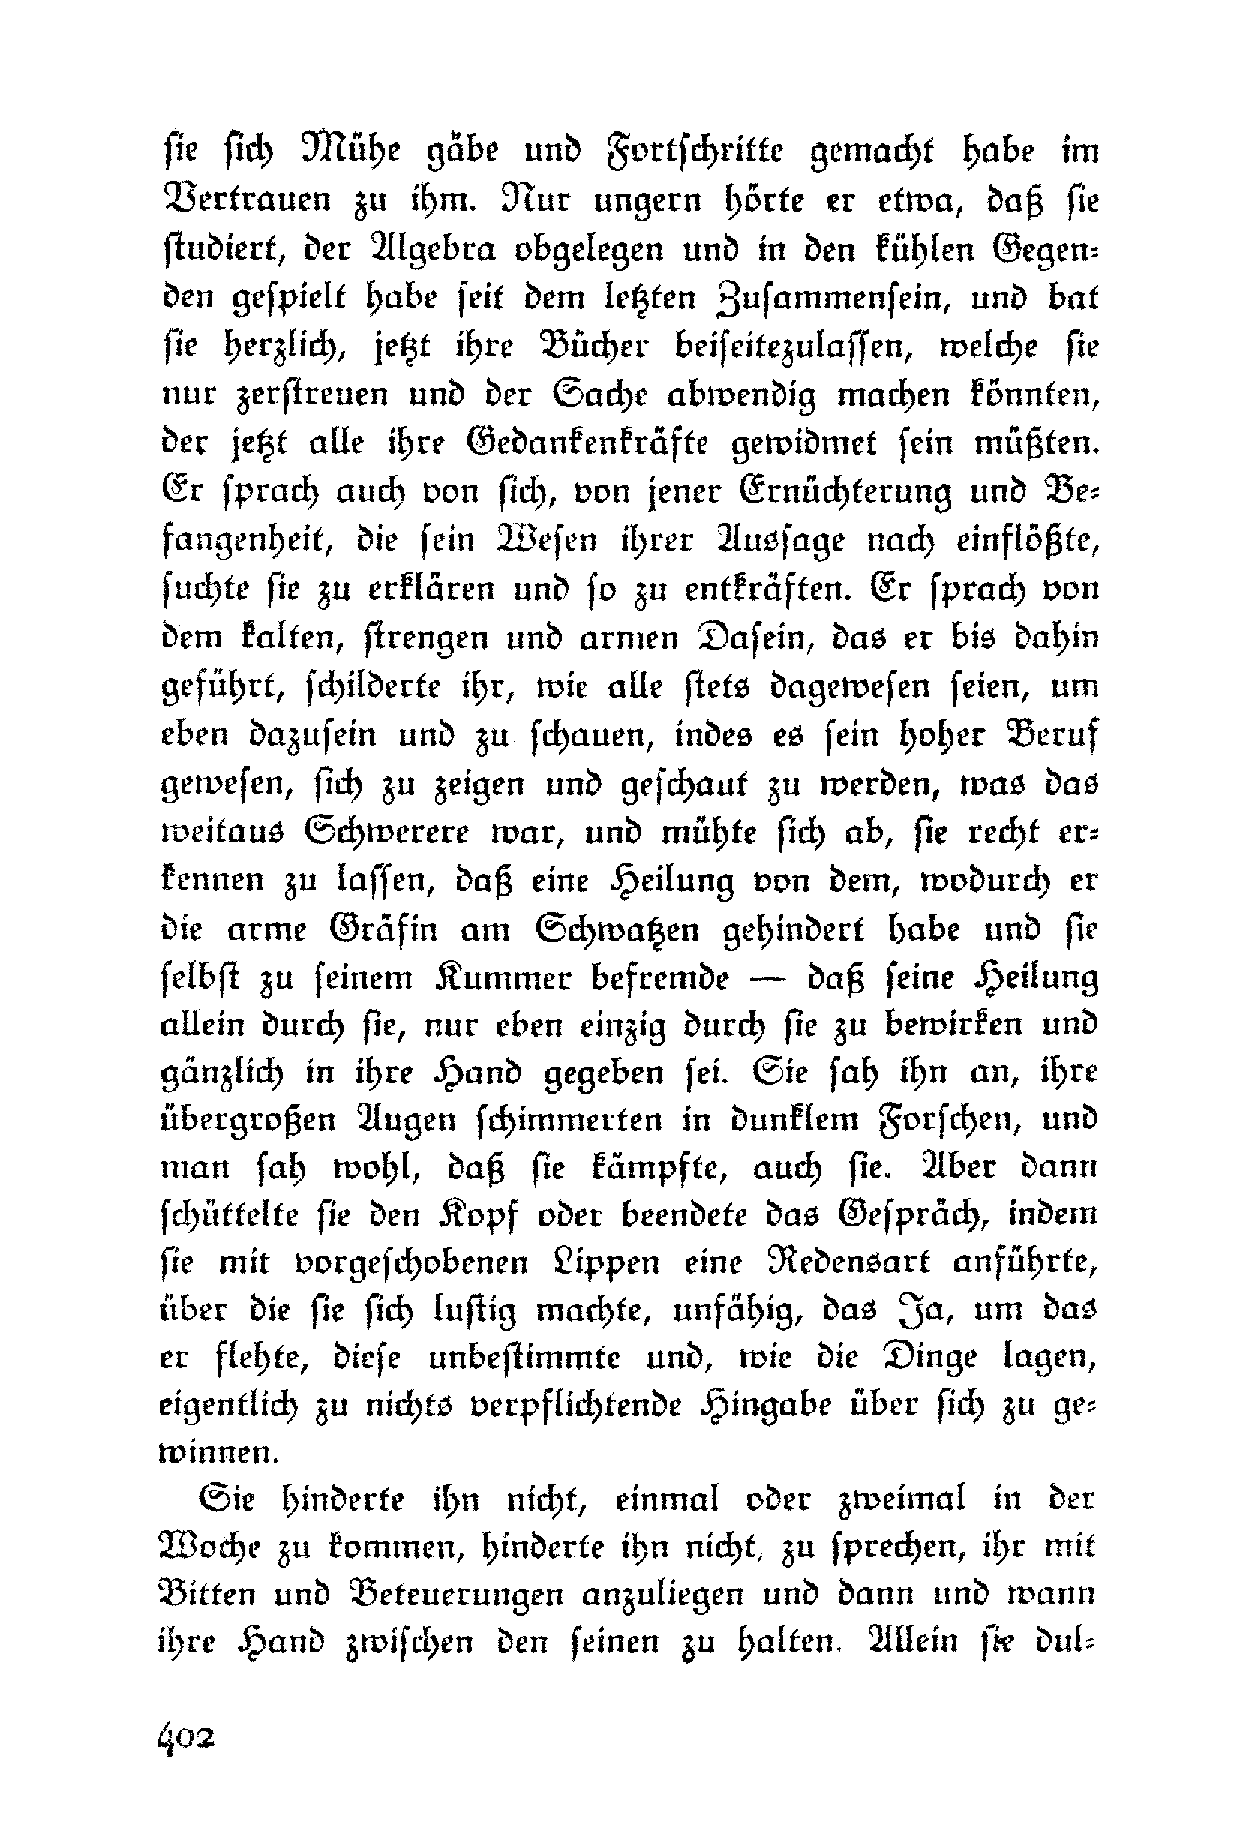 sie sich Mühe gäbe und Fortschritte gemacht habe im
Vertrauen zu ihm. Nur ungern hörte er etwa, daß sie
studiert, der Algebra obgelegen und in den kühlen Gegen-
den gespielt habe seit dem letzten Zusammensein, und bat
sie herzlich, jetzt ihre Bücher beiseitezulassen, welche sie
nur zerstreuen und der Sache abwendig machen könnten,
der jetzt alle ihre Gedankenkräfte gewidmet sein müßten.
Er sprach auch von sich, von jener Ernüchterung und Be-
fangenheit, die sein Wesen ihrer Aussage nach einflößte,
suchte sie zu erklären und so zu entkräften. Er sprach von
dem kalten, strengen und armen Dasein, das er bis dahin
geführt, schilderte ihr, wie alle stets dagewesen seien, um
eben dazusein und zu schauen, indes es sein hoher Beruf
gewesen, sich zu zeigen und geschaut zu werden, was das
weitaus Schwerere war, und mühte sich ab, sie recht er-
kennen zu lassen, daß eine Heilung von dem, wodurch er
die arme Gräfin am Schwatzen gehindert habe und sie
selbst zu seinem Kummer befremde — daß seine Heilung
allein durch sie, nur eben einzig durch sie zu bewirken und
gänzlich in ihre Hand gegeben sei. Sie sah ihn an, ihre
übergroßen Augen schimmerten in dunklem Forschen, und
man sah wohl, daß sie kämpfte, auch sie. Aber dann
schüttelte sie den Kopf oder beendete das Gespräch, indem
sie mit vorgeschobenen Lippen eine Redensart anführte,
über die sie sich lustig machte, unfähig, das Ja, um das
er flehte, diese unbestimmte und, wie die Dinge lagen,
eigentlich zu nichts verpflichtende Hingabe über sich zu ge-
winnen.
Sie hinderte ihn nicht, einmal oder zweimal in der
Woche zu kommen, hinderte ihn nicht, zu sprechen, ihr mit
Bitten und Beteuerungen anzuliegen und dann und wann
ihre Hand zwischen den seinen zu halten. Allein sie dul-
402